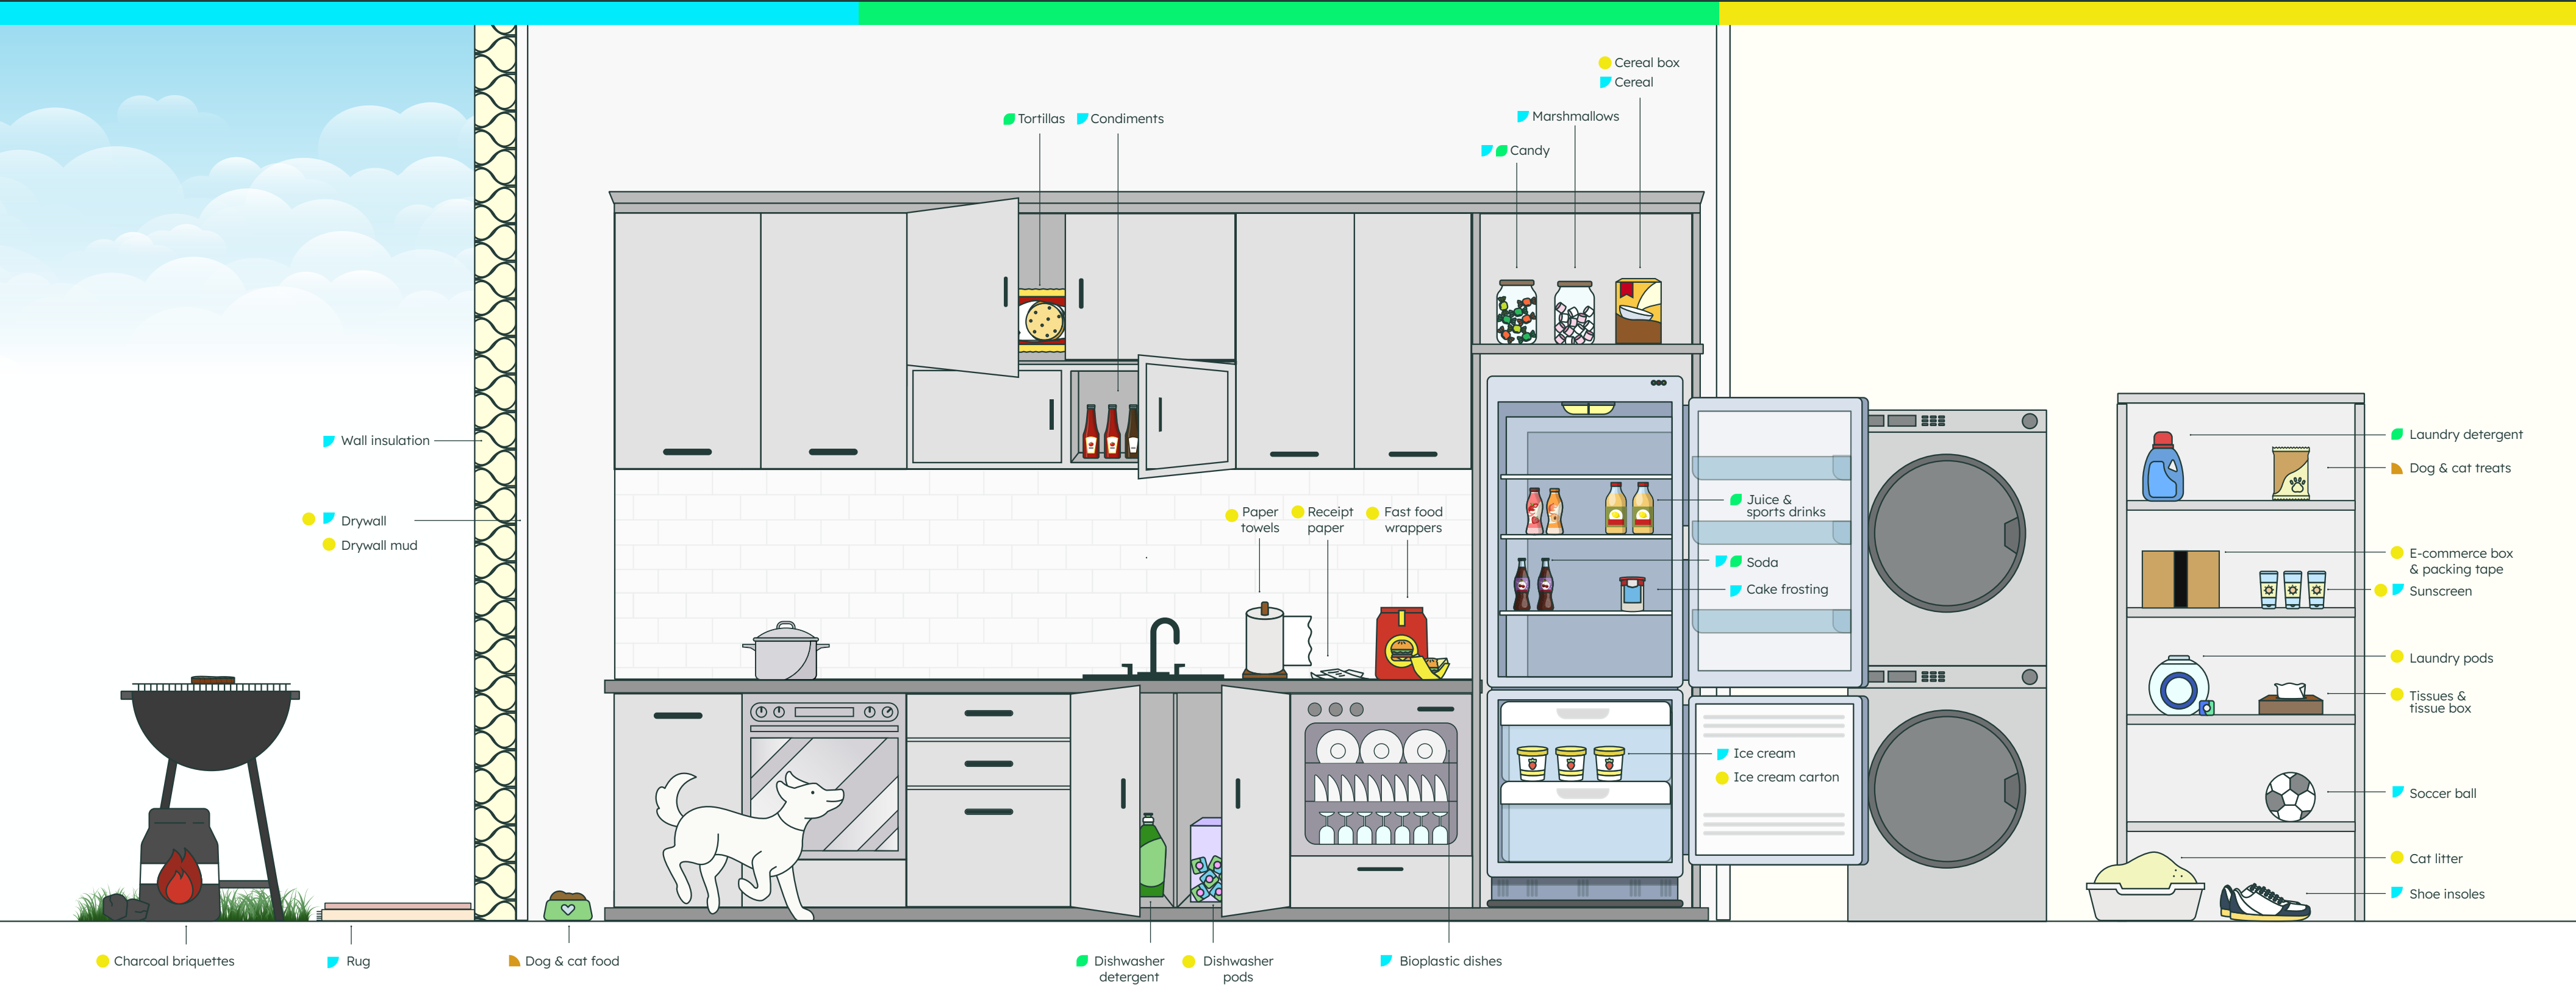 Cereal box
Cereal
Marshmallows
Candy
Tortillas
Condiments
Wall insulation
Drywall
Drywall mud
Paper
towels
Receipt
paper
Fast food
wrappers
Juice &
sports drinks
Soda
Cake frosting
Ice cream
Ice cream carton
Laundry detergent
Dog & cat treats
E-commerce box
& packing tape
Sunscreen
Laundry pods
Tissues &
tissue box
Soccer ball
Cat litter
Shoe insoles
Charcoal briquettes
Rug
Dog & cat food
Dishwasher
detergent
Dishwasher
pods
Bioplastic dishes